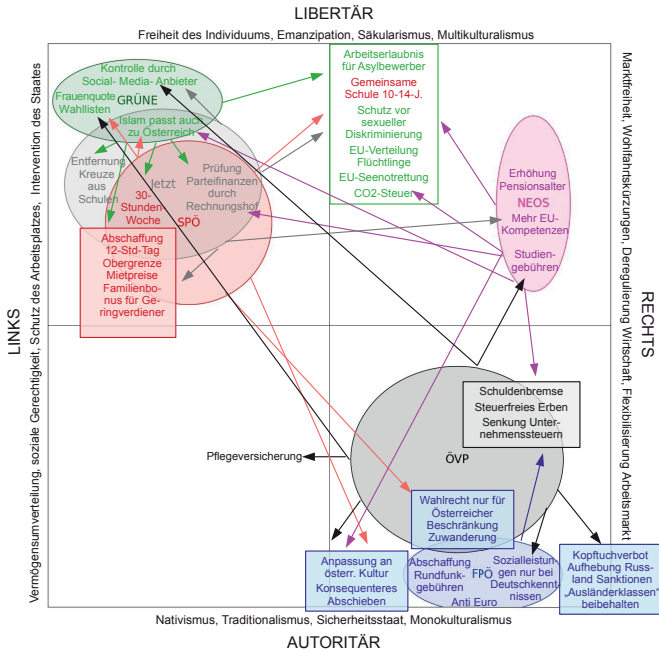 LIBERTÄR
Freiheit des Individuums, Emanzipation, Säkularismus, Multikulturalismus
LINKS
Vermögensumverteilung, soziale Gerechtigkeit, Schutz des Arbeitsplatzes, Intervention des Staates
Kontrolle durch
Social- Media- Anbieter
Frauenquote
Wahllisten
GRÜNE
Islam passt auch
zu Österreich
Entfernung
Kreuze
aus
Schulen
Jetzt
Prüfung
Parteifinanzen
durch
Rechnungshof
30-
Stunden-
Woche
SPÖ
Abschaffung
12-Std-Tag
Obergrenze
Mietpreise
Familien-
bonus für Ge-
ringverdiener
Arbeitserlaubnis
für Asylbewerber
Gemeinsame
Schule 10-14-J.
Schutz vor
sexueller
Diskriminierung
EU-Verteilung
Flüchtlinge
EU-Seenotrettung
CO2-Steuer
Erhöhung
Pensionsalter
NEOS
Mehr EU-
Kompetenzen
Studien-
gebühren
Schuldenbremse
Steuerfreies Erben
Senkung Unter-
nehmenssteuern
Pflegeversicherung
ÖVP
Wahlrecht nur für
Österreicher
Beschränkung
Zuwanderung
Anpassung an
österr. Kultur
Konsequenteres
Abschieben
Abschaffung
Rundfunk-
gebühren
FPÖ
Anti Euro
Sozialleistun-
gen nur bei
Deutschkennt-
nissen
Kopftuchverbot
Aufhebung Russ-
land Sanktionen
„Ausländerklassen"
beibehalten
RECHTS
Marktfreiheit, Wohlfahrtskürzungen, Deregulierung Wirtschaft, Flexibilisierung Arbeitsmarkt
Nativismus, Traditionalismus, Sicherheitsstaat, Monokulturalismus
AUTORITÄR